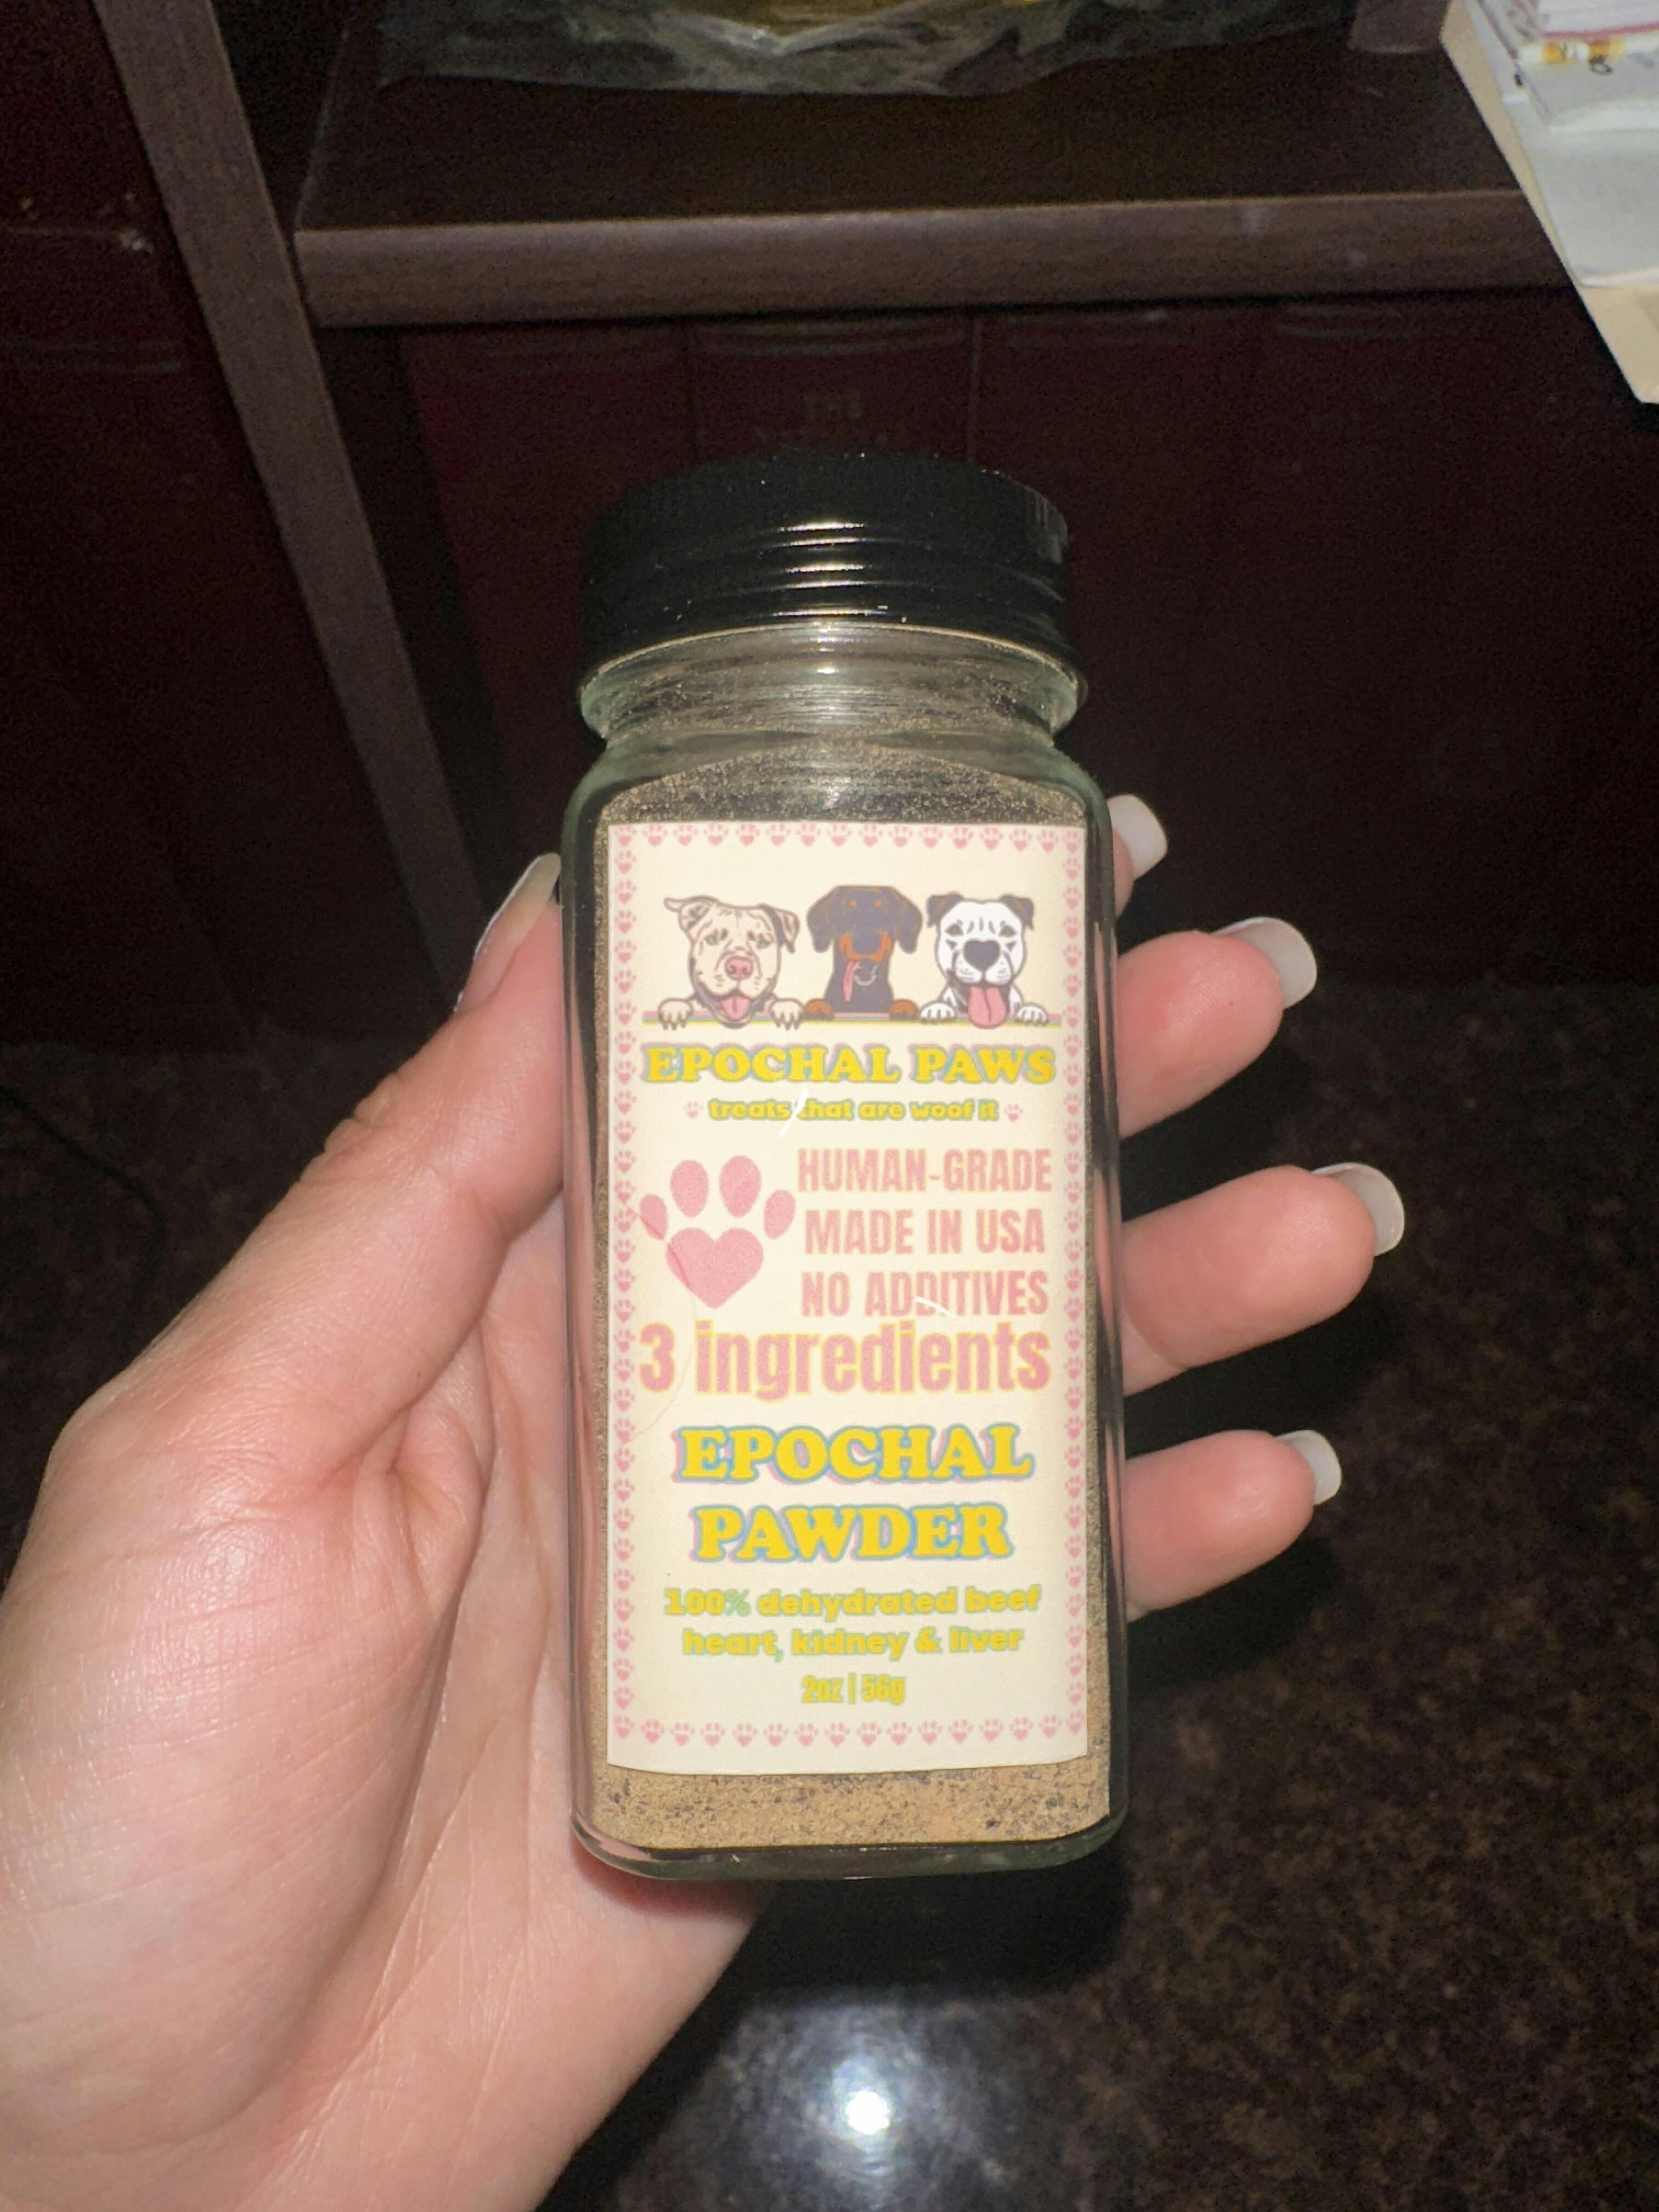 EPOCHAL PAWS
treats that are woof it
HUMAN-GRADE
MADE IN USA
NO ADDITIVES
3 ingredients
EPOCHAL
PAWDER
100% dehydrated beef
heart, kidney & liver
2oz | 56g